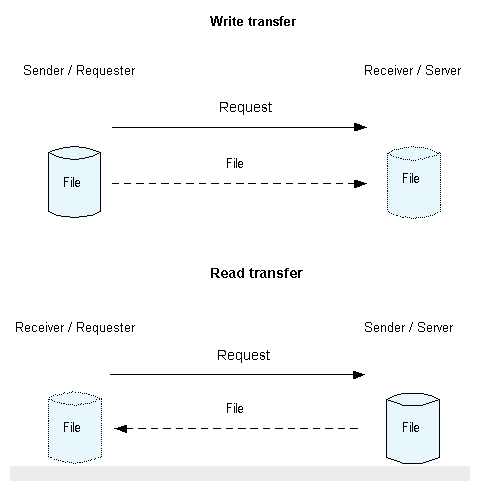 Write transfer
Sender / Requester
Receiver / Server
Request
File
File
File
Read transfer
Receiver / Requester
Sender / Server
Request
File
File
File